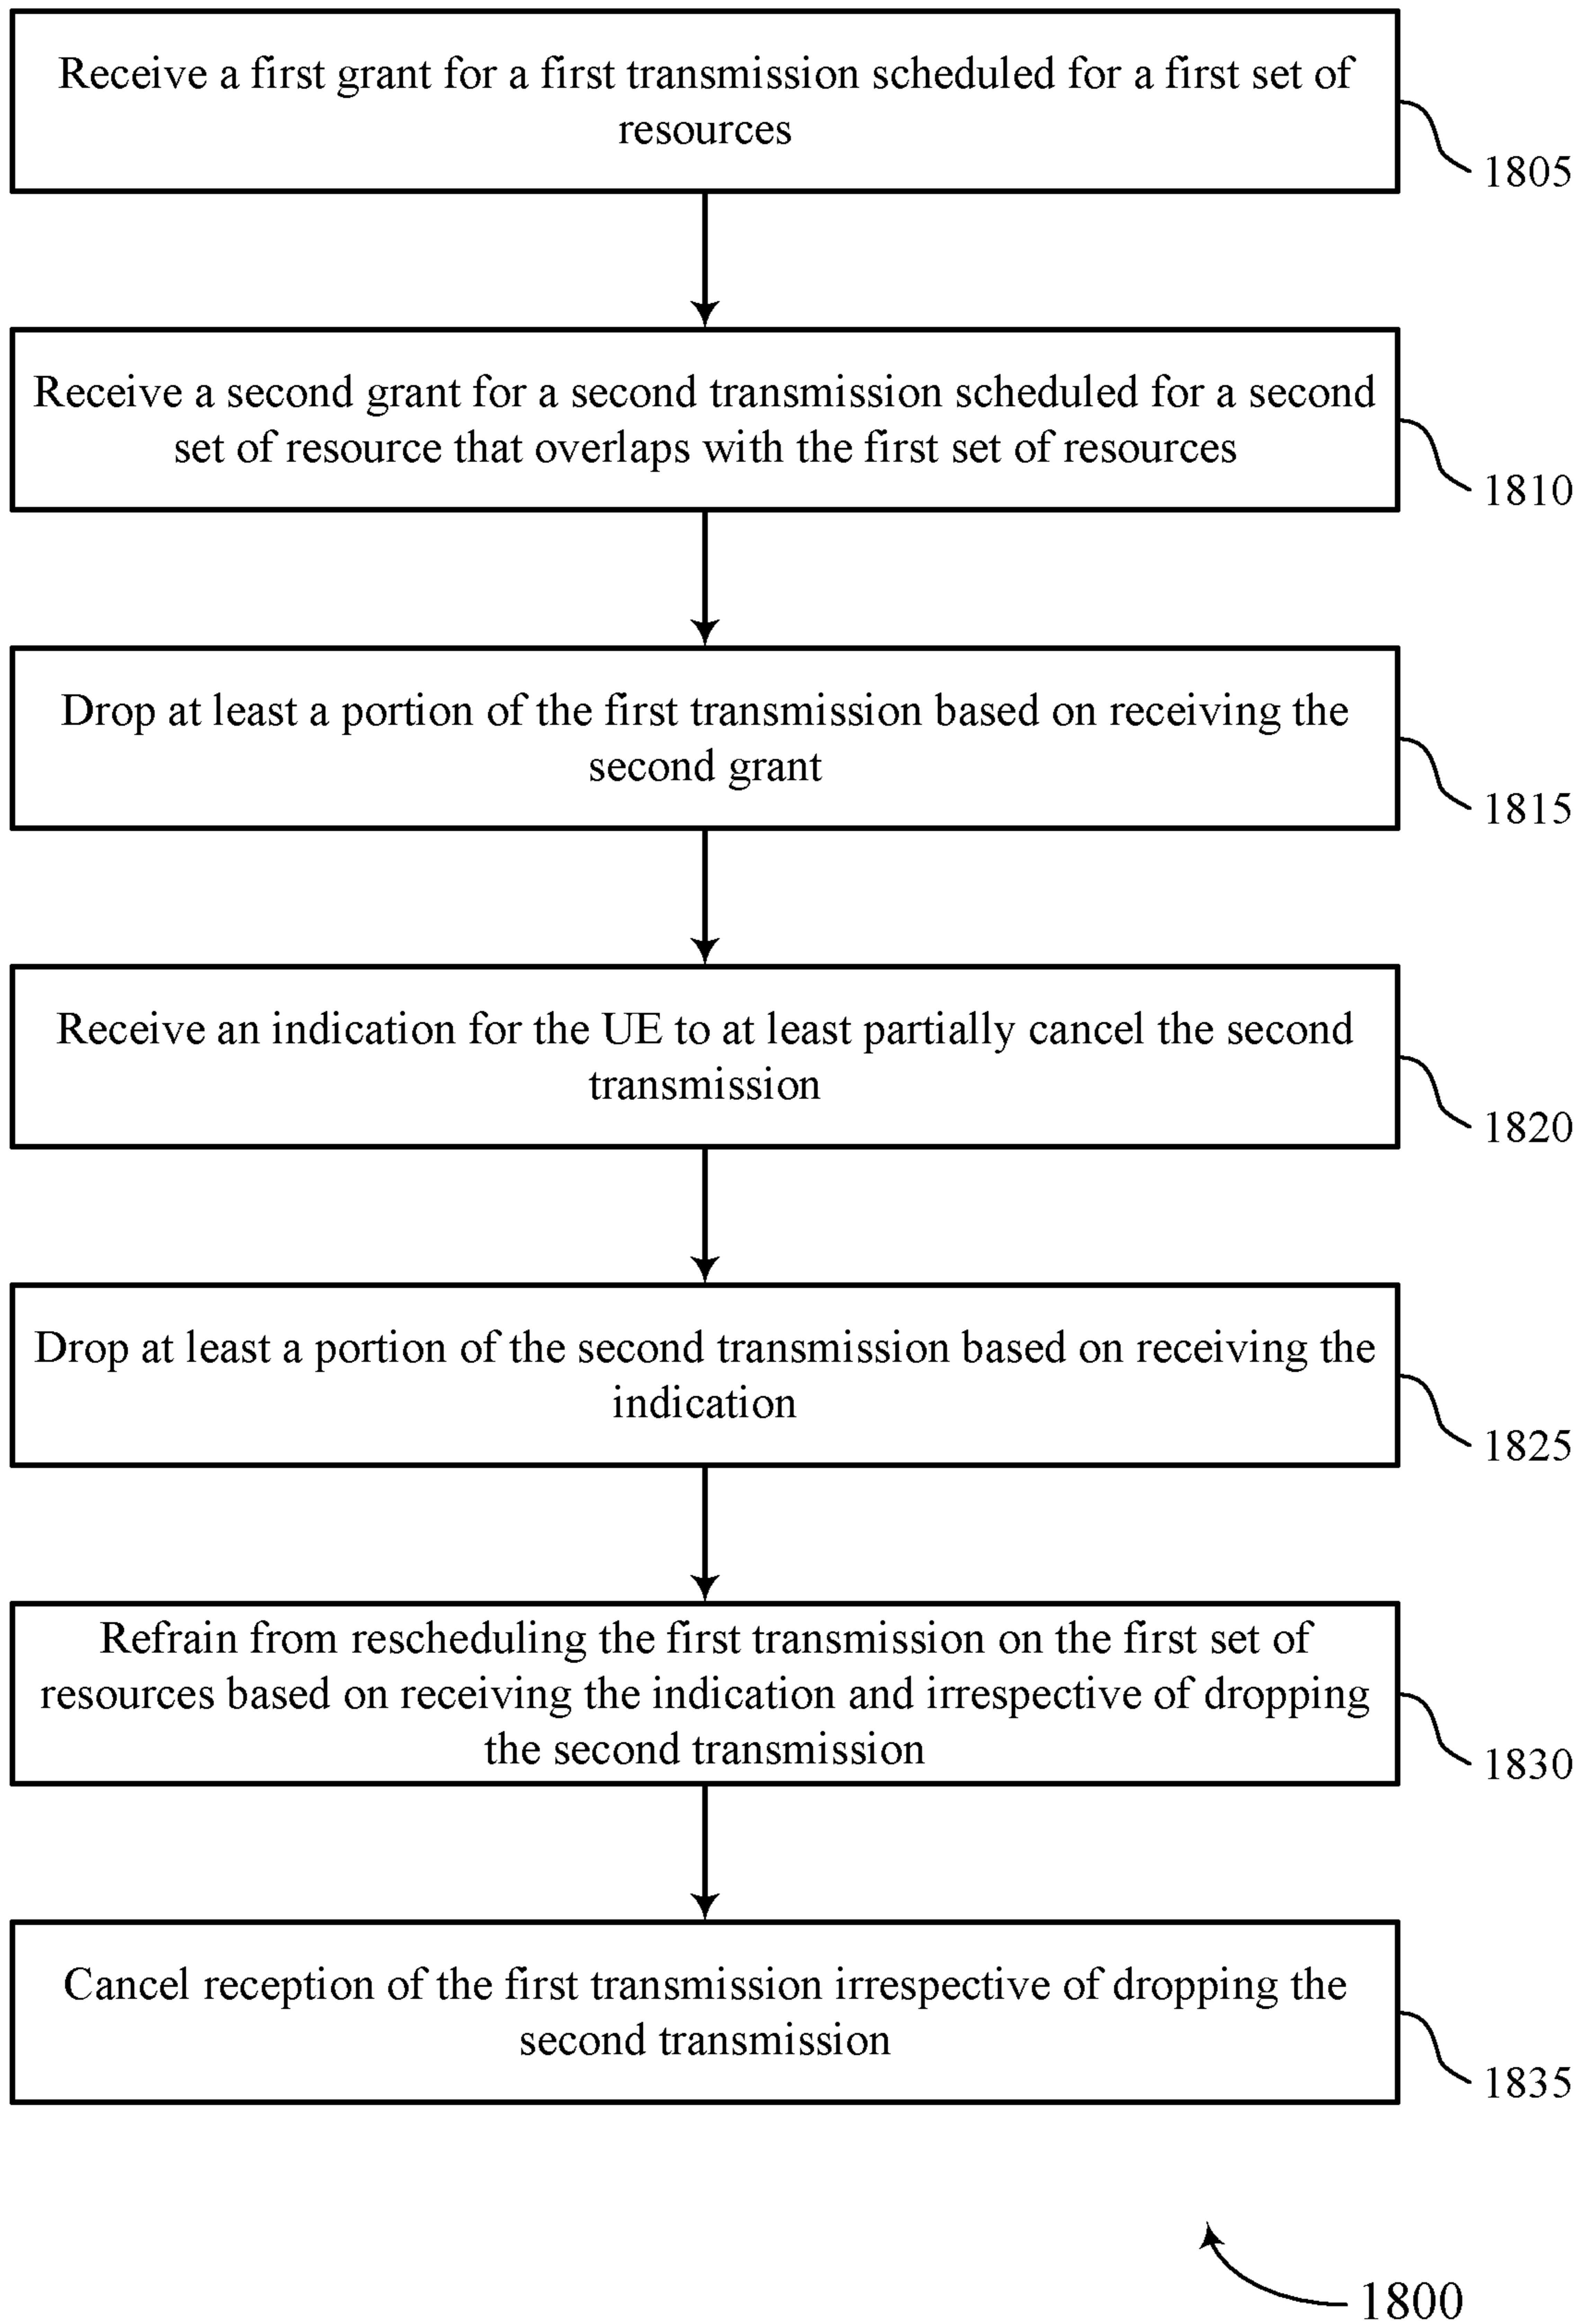 Receive a first grant for a first transmission scheduled for a first set of
resources
1805
Receive a second grant for a second transmission scheduled for a second
set of resource that overlaps with the first set of resources
1810
Drop at least a portion of the first transmission based on receiving the
second grant
1815
Receive an indication for the UE to at least partially cancel the second
transmission
1820
Drop at least a portion of the second transmission based on receiving the
indication
1825
Refrain from rescheduling the first transmission on the first set of
resources based on receiving the indication and irrespective of dropping
the second transmission
1830
Cancel reception of the first transmission irrespective of dropping the
second transmission
1835
1800